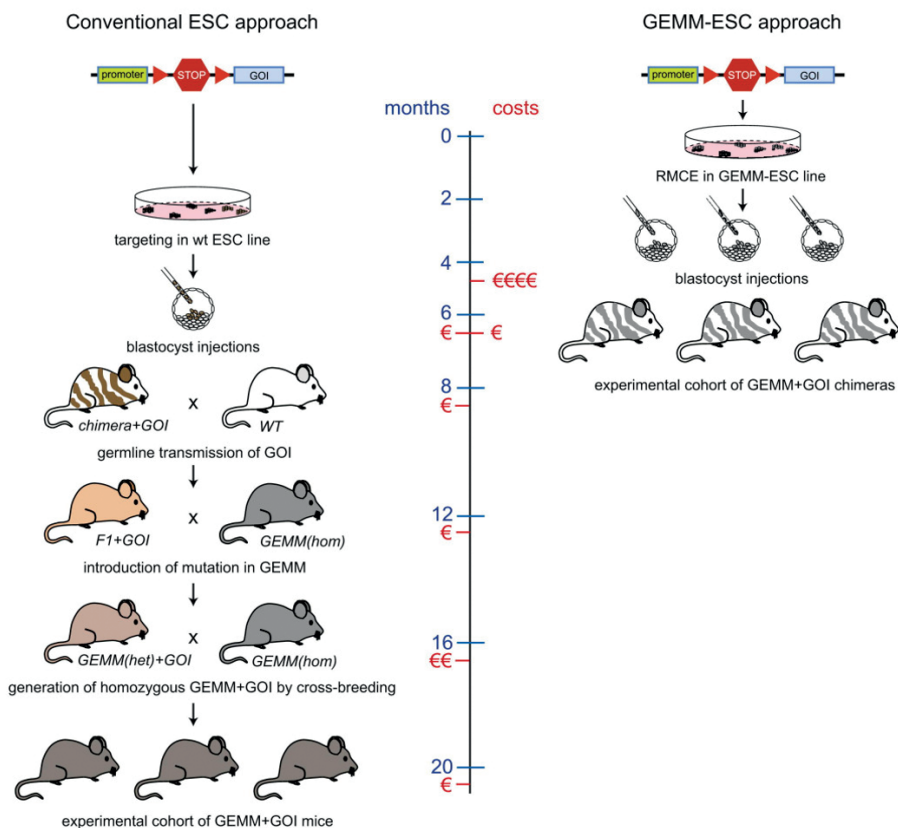 Conventional ESC approach
promoter STOP GOI
targeting in wt ESC line
blastocyst injections
chimera+GOI x WT
germline transmission of GOI
F1+GOI x GEMM(hom)
introduction of mutation in GEMM
GEMM(het)+GOI x GEMM(hom)
generation of homozygous GEMM+GOI by cross-breeding
experimental cohort of GEMM+GOI mice
months costs
0
2
4
€€€€
6
€ €
8
€
12
€
16
€€
20
€
GEMM-ESC approach
promoter STOP GOI
RMCE in GEMM-ESC line
blastocyst injections
experimental cohort of GEMM+GOI chimeras